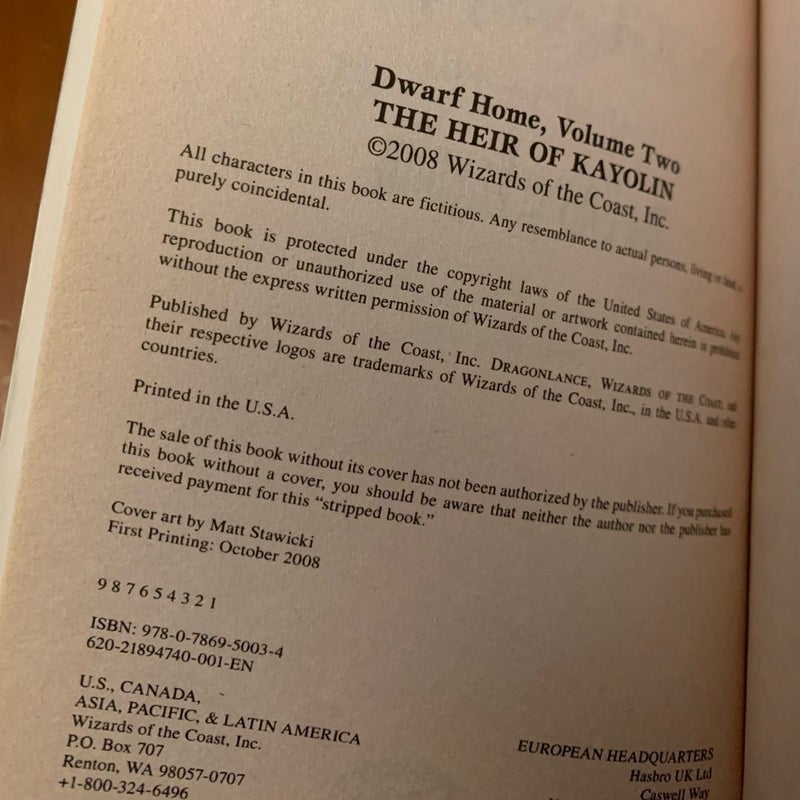 Dwarf Home, Volume Two
THE HEIR OF KAYOLIN
©2008 Wizards of the Coast, Inc.
All characters in this book are fictitious. Any resemblance to actual persons, living or dead, is
purely coincidental.
This book is protected under the copyright laws of the United States of America. Any
reproduction or unauthorized use of the material or artwork contained herein is prohibited
without the express written permission of Wizards of the Coast, Inc.
Published by Wizards of the Coast, Inc. DRAGONLANCE, WIZARDS OF THE COAST, and
their respective logos are trademarks of Wizards of the Coast, Inc., in the U.S.A. and other
countries.
Printed in the U.S.A.
The sale of this book without its cover has not been authorized by the publisher. If you purchased
this book without a cover, you should be aware that neither the author nor the publisher has
received payment for this “stripped book.”
Cover art by Matt Stawicki
First Printing: October 2008
9 8 7 6 5 4 3 2 1
ISBN: 978-0-7869-5003-4
620-21894740-001-EN
U.S., CANADA,
ASIA, PACIFIC, & LATIN AMERICA
Wizards of the Coast, Inc.
P.O. Box 707
Renton, WA 98057-0707
+1-800-324-6496
EUROPEAN HEADQUARTERS
Hasbro UK Ltd
Caswell Way